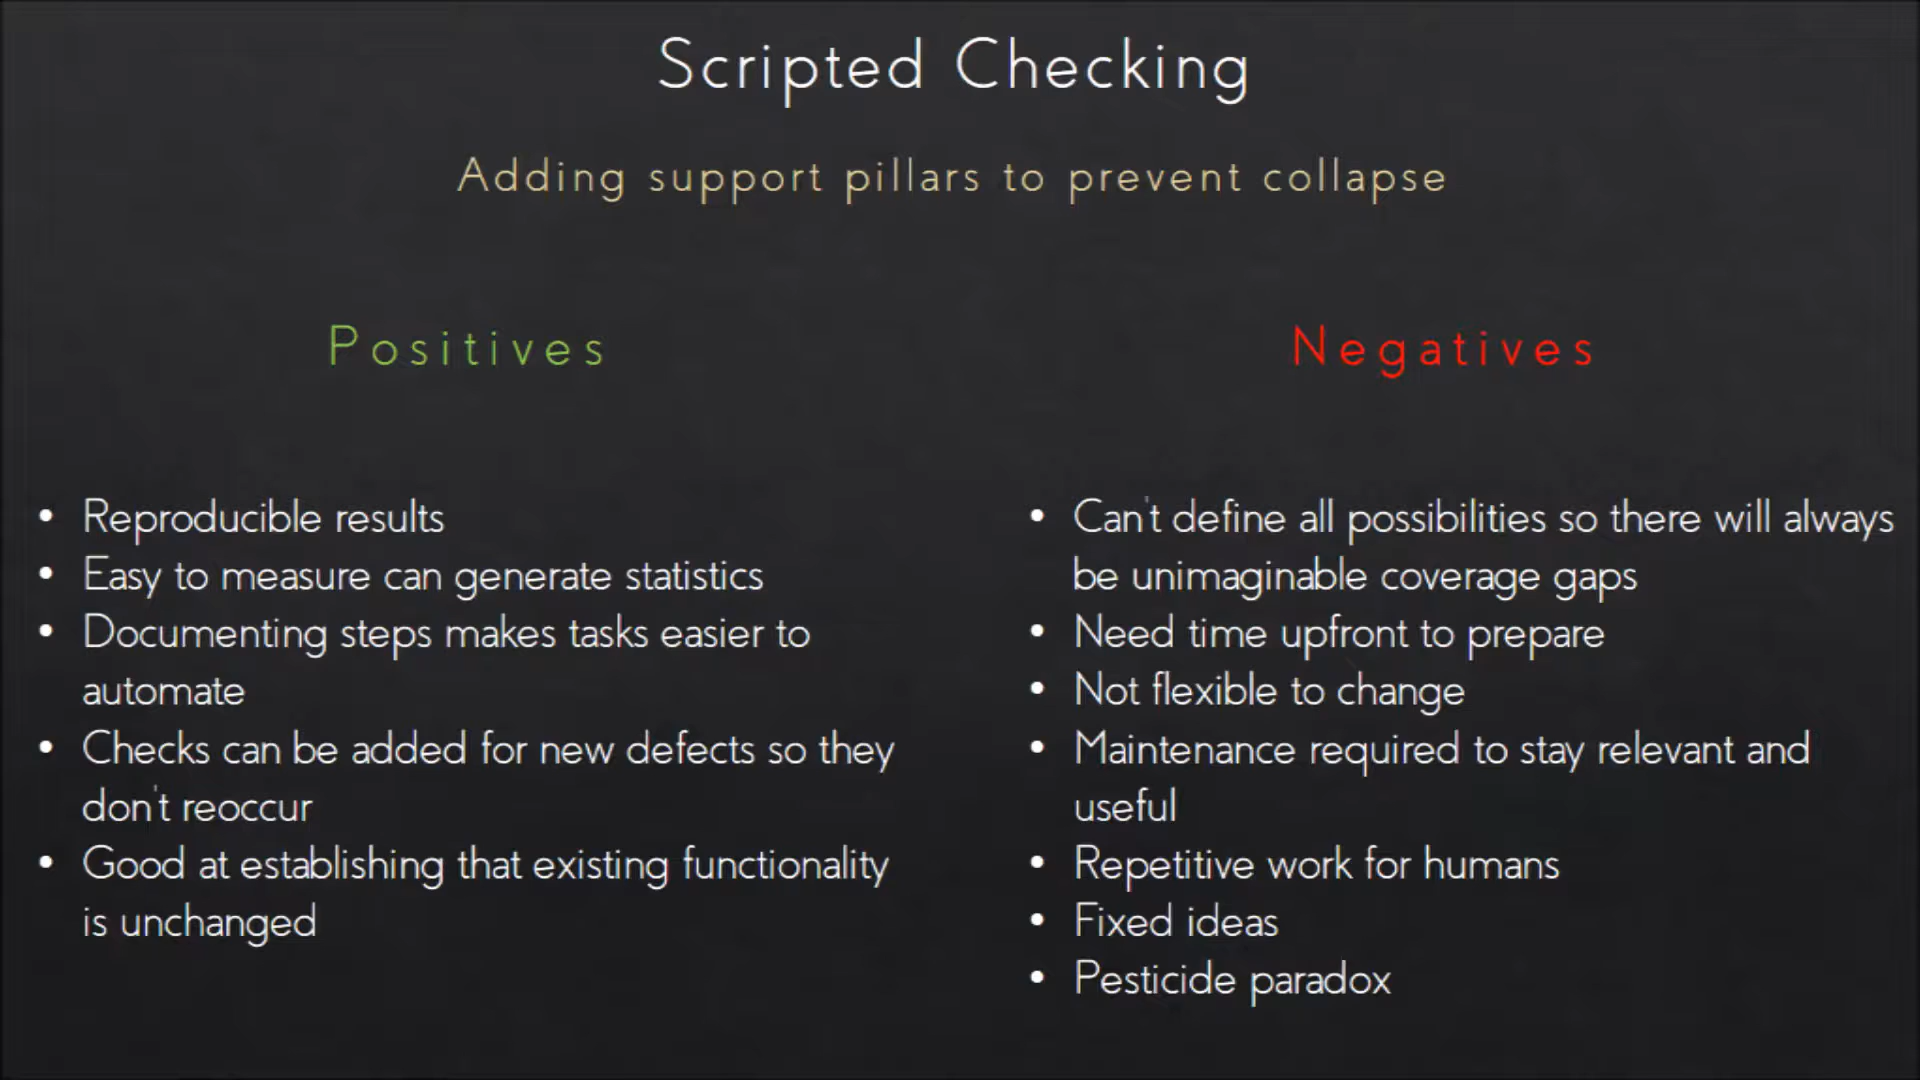 Scripted Checking
Adding support pillars to prevent collapse
Positives
• Reproducible results
• Easy to measure can generate statistics
• Documenting steps makes tasks easier to
automate
• Checks can be added for new defects so they
don't reoccur
• Good at establishing that existing functionality
is unchanged
Negatives
• Can't define all possibilities so there will always
be unimaginable coverage gaps
• Need time upfront to prepare
• Not flexible to change
• Maintenance required to stay relevant and
useful
• Repetitive work for humans
• Fixed ideas
• Pesticide paradox